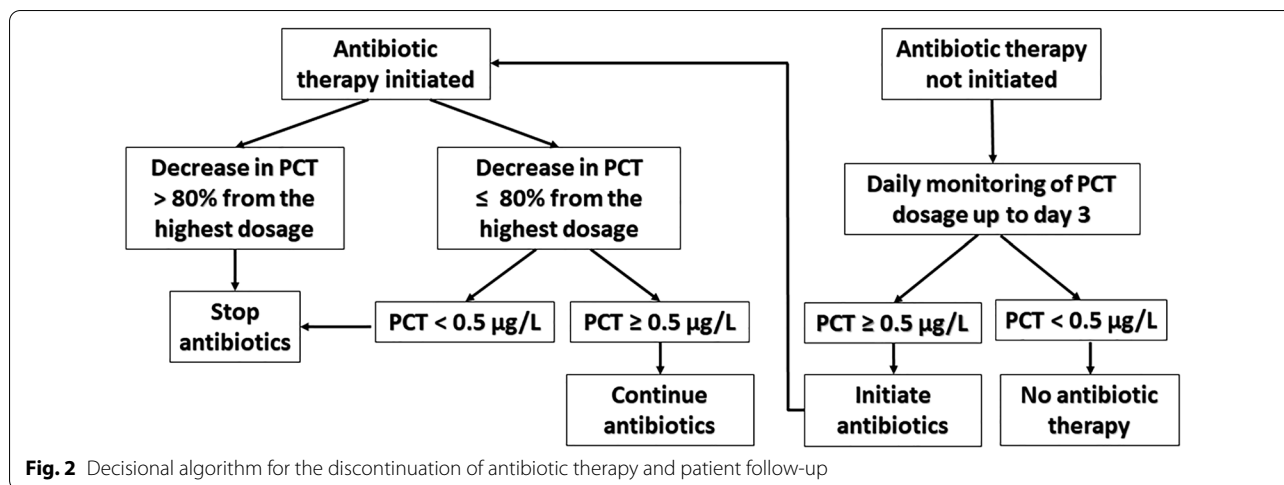 Antibiotic
therapy initiated
Antibiotic therapy
not initiated
Decrease in PCT
> 80% from the
highest dosage
Decrease in PCT
≤ 80% from the
highest dosage
Daily monitoring of PCT
dosage up to day 3
Stop
antibiotics
PCT < 0.5 µg/L
PCT ≥ 0.5 µg/L
PCT ≥ 0.5 µg/L
PCT < 0.5 µg/L
Continue
antibiotics
Initiate
antibiotics
No antibiotic
therapy
Fig. 2 Decisional algorithm for the discontinuation of antibiotic therapy and patient follow-up